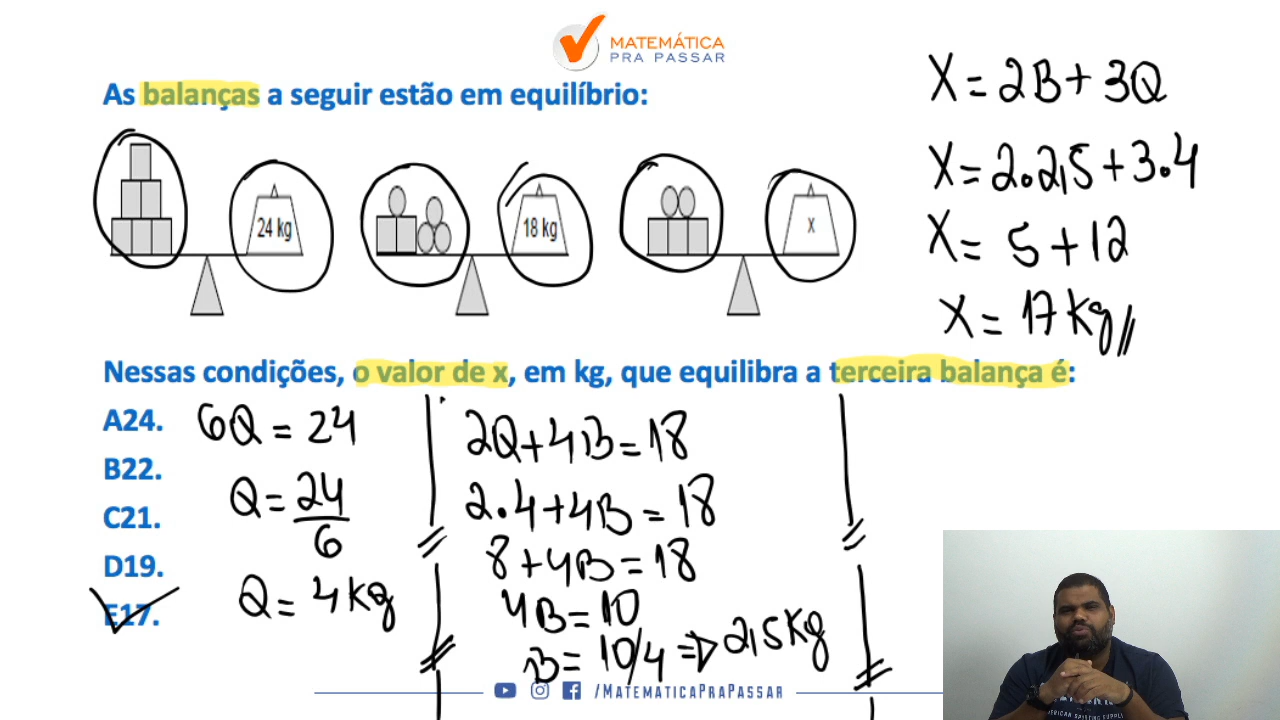 MATEMÁTICA
PRA PASSAR
As balanças a seguir estão em equilíbrio:
24 kg
18 kg
x
X = 2B + 3Q
X = 2.2,5 + 3.4
X = 5 + 12
X = 17 kg //
Nessas condições, o valor de x, em kg, que equilibra a terceira balança é:
A24.
B22.
C21.
D19.
E17.
6Q = 24
Q = 24
6
Q = 4 kg
2Q + 4B = 18
2.4 + 4B = 18
8 + 4B = 18
4B = 10
B = 10/4 => 2,5 kg
/MATEMATICAPRAPASSAR